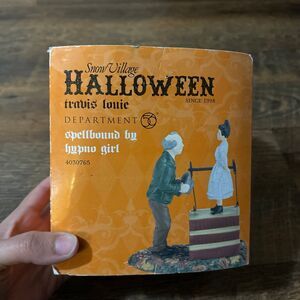 Snow Village
HALLOWEEN
SINCE 1998
travis louie
DEPARTMENT 56
spellbound by
hypno girl
4030765